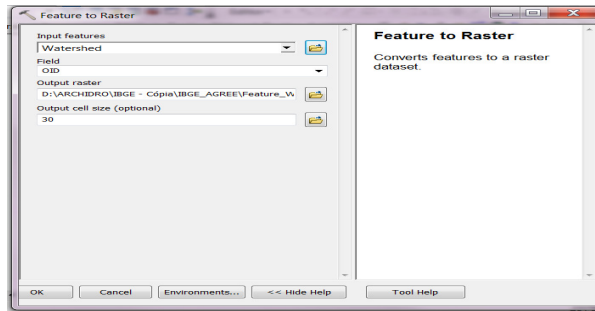 Feature to Raster
Input features
Watershed
Field
OID
Output raster
D:\ARCHIDRO\IBGE - Cópia\IBGE_AGREE\Feature_W
Output cell size (optional)
30
Feature to Raster
Converts features to a raster
dataset.
OK
Cancel
Environments...
<< Hide Help
Tool Help